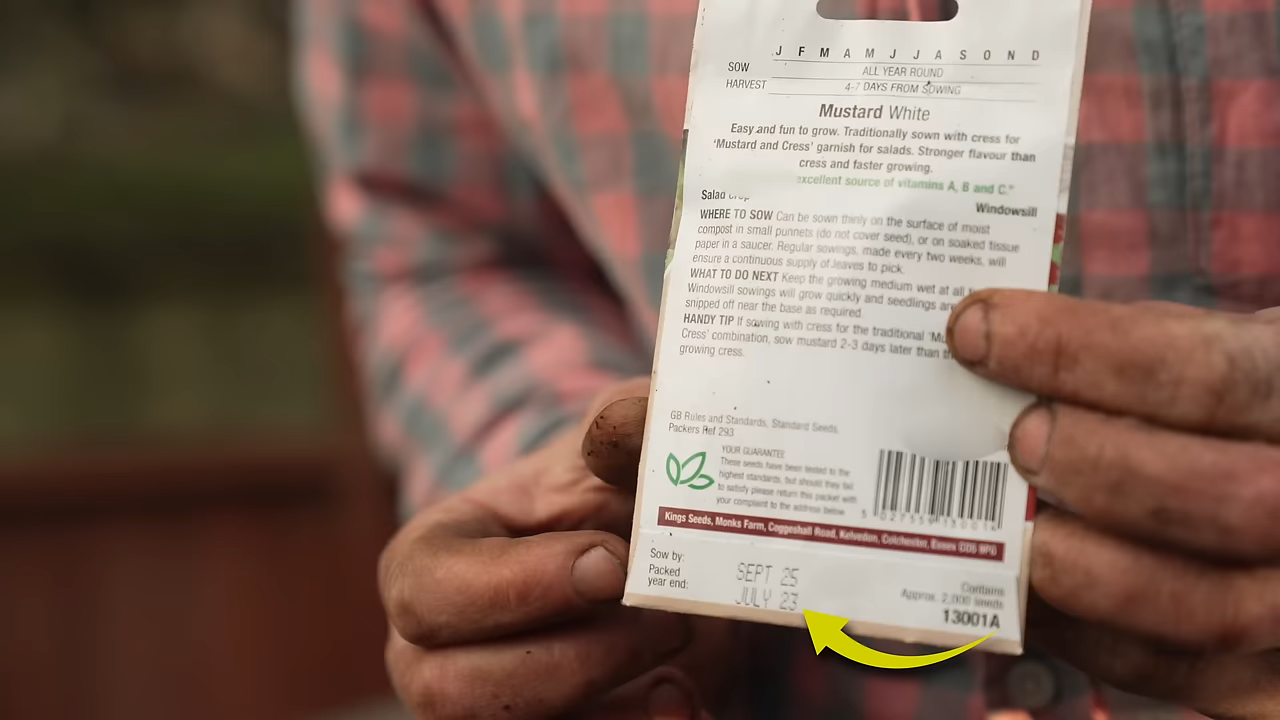 J F M A M J J A S O N D
SOW ALL YEAR ROUND
HARVEST 4-7 DAYS FROM SOWING
Mustard White
Easy and fun to grow. Traditionally sown with cress for
‘Mustard and Cress’ garnish for salads. Stronger flavour than
cress and faster growing.
excellent source of vitamins A, B and C.*
Salad crop Windowsill
WHERE TO SOW Can be sown thinly on the surface of moist
compost in small punnets (do not cover seed), or on soaked tissue
paper in a saucer. Regular sowings, made every two weeks, will
ensure a continuous supply of leaves to pick.
WHAT TO DO NEXT Keep the growing medium wet at all
Windowsill sowings will grow quickly and seedlings are
snipped off near the base as required.
HANDY TIP If sowing with cress for the traditional ‘Mu
Cress’ combination, sow mustard 2-3 days later than th
growing cress.
GB Rules and Standards, Standard Seeds.
Packers Ref 293
YOUR GUARANTEE
These seeds have been tested to the
highest standards, but should they fail
to satisfy please return this packet with
your complaint to the address below
Kings Seeds, Monks Farm, Coggeshall Road, Kelvedon, Colchester, Essex CO5 9PG
Sow by: SEPT 25
Packed
year end: JULY 23
Contains
Approx. 2,000 seeds
13001A